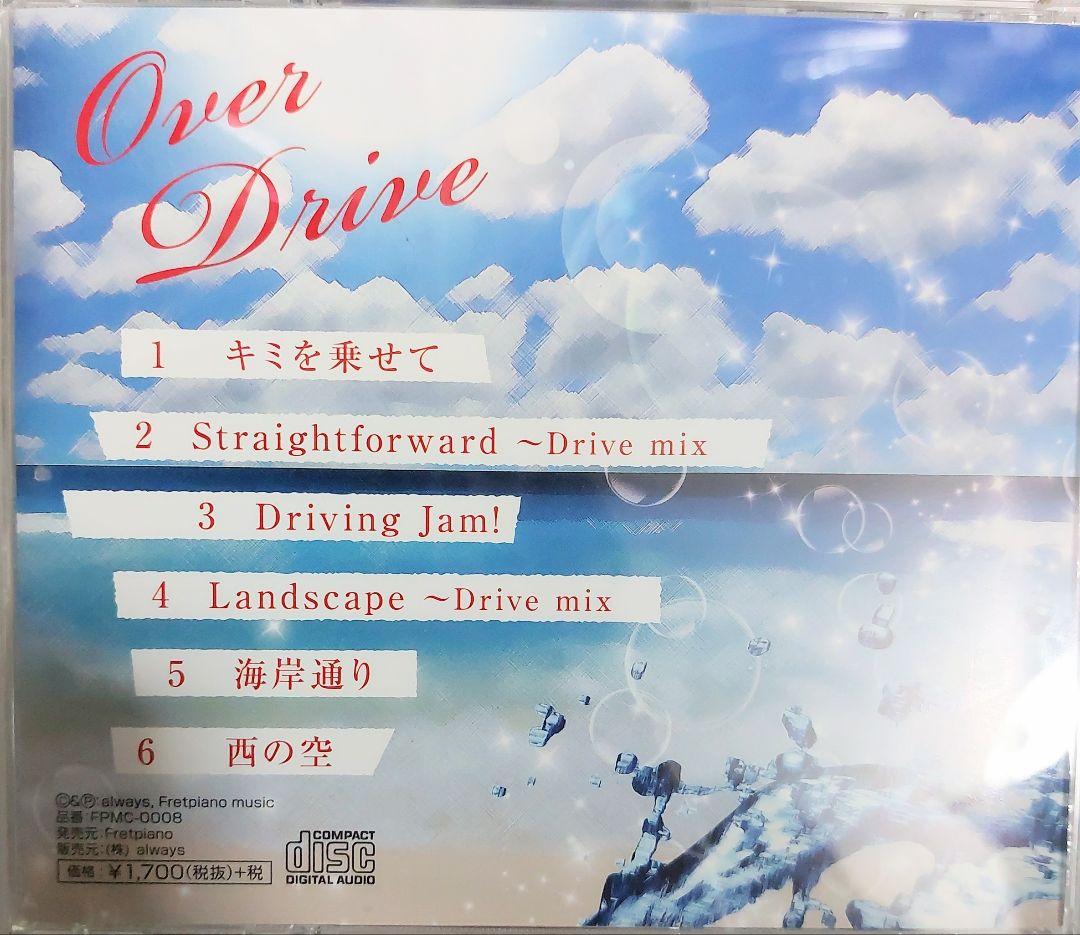 Over
Drive
1 キミを乗せて
2 Straightforward ～Drive mix
3 Driving Jam!
4 Landscape ～Drive mix
5 海岸通り
6 西の空
Ⓒ&Ⓟ: always, Fretpiano music
品番:FPMC-0008
発売元:Fretpiano
販売元:(株) always
価格:¥1,700(税抜)+税
COMPACT
disc
DIGITAL AUDIO